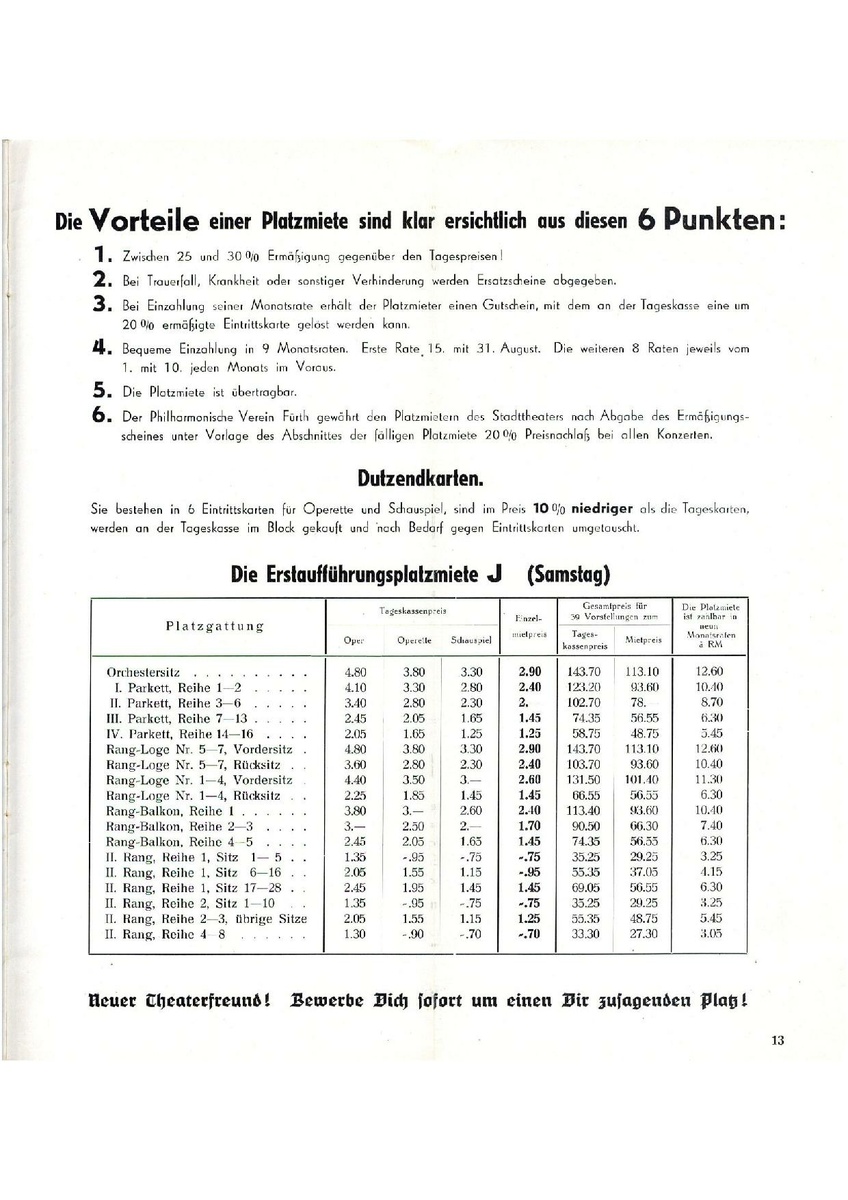 Die Vorteile einer Platzmiete sind klar ersichtlich aus diesen 6 Punkten:
1. Zwischen 25 und 30 % Ermäßigung gegenüber den Tagespreisen!
2. Bei Trauerfall, Krankheit oder sonstiger Verhinderung werden Ersatzscheine abgegeben.
3. Bei Einzahlung seiner Monatsrate erhält der Platzmieter einen Gutschein, mit dem an der Tageskasse eine um
20 % ermäßigte Eintrittskarte gelöst werden kann.
4. Bequeme Einzahlung in 9 Monatsraten. Erste Rate 15. mit 31. August. Die weiteren 8 Raten jeweils vom
1. mit 10. jeden Monats im Voraus.
5. Die Platzmiete ist übertragbar.
6. Der Philharmonische Verein Fürth gewährt den Platzmietern des Stadttheaters nach Abgabe des Ermäßigungs-
scheines unter Vorlage des Abschnittes der fälligen Platzmiete 20 % Preisnachlaß bei allen Konzerten.
Dutzendkarten.
Sie bestehen in 6 Eintrittskarten für Operette und Schauspiel, sind im Preis 10 % niedriger als die Tageskarten,
werden an der Tageskasse im Block gekauft und nach Bedarf gegen Eintrittskarten umgetauscht.
Die Erstaufführungsplatzmiete J (Samstag)
Platzgattung
Tageskassenpreis
Oper Operette Schauspiel
Einzel-
mietpreis
Gesamtpreis für
39 Vorstellungen zum
Tages-
kassenpreis
Mietpreis
Die Platzmiete
ist zahlbar in
neun
Monatsraten
à RM
Orchestersitz . . . . . . . . . . 4.80 3.80 3.30 2.90 143.70 113.10 12.60
I. Parkett, Reihe 1—2 . . . . . 4.10 3.30 2.80 2.40 123.20 93.60 10.40
II. Parkett, Reihe 3—6 . . . . . 3.40 2.80 2.30 2. 102.70 78. 8.70
III. Parkett, Reihe 7—13 . . . . . 2.45 2.05 1.65 1.45 74.35 56.55 6.30
IV. Parkett, Reihe 14—16 . . . . 2.05 1.65 1.25 1.25 58.75 48.75 5.45
Rang-Loge Nr. 5—7, Vordersitz . 4.80 3.80 3.30 2.90 143.70 113.10 12.60
Rang-Loge Nr. 5—7, Rücksitz . . 3.60 2.80 2.30 2.40 103.70 93.60 10.40
Rang-Loge Nr. 1—4, Vordersitz . 4.40 3.50 3.— 2.60 131.50 101.40 11.30
Rang-Loge Nr. 1—4, Rücksitz . . 2.25 1.85 1.45 1.45 66.55 56.55 6.30
Rang-Balkon, Reihe 1 . . . . . . 3.80 3.— 2.60 2.40 113.40 93.60 10.40
Rang-Balkon, Reihe 2—3 . . . . 3.— 2.50 2.— 1.70 90.50 66.30 7.40
Rang-Balkon, Reihe 4—5 . . . . 2.45 2.05 1.65 1.45 74.35 56.55 6.30
II. Rang, Reihe 1, Sitz 1— 5 . . 1.35 -.95 -.75 -.75 35.25 29.25 3.25
II. Rang, Reihe 1, Sitz 6—16 . . 2.05 1.55 1.15 -.95 55.35 37.05 4.15
II. Rang, Reihe 1, Sitz 17—28 . . 2.45 1.95 1.45 1.45 69.05 56.55 6.30
II. Rang, Reihe 2, Sitz 1—10 . . 1.35 -.95 -.75 -.75 35.25 29.25 3.25
II. Rang, Reihe 2—3, übrige Sitze 2.05 1.55 1.15 1.25 55.35 48.75 5.45
II. Rang, Reihe 4—8 . . . . . . 1.30 -.90 -.70 -.70 33.30 27.30 3.05
Neuer Theaterfreund! Bewerbe Dich sofort um einen Dir zusagenden Platz!
13